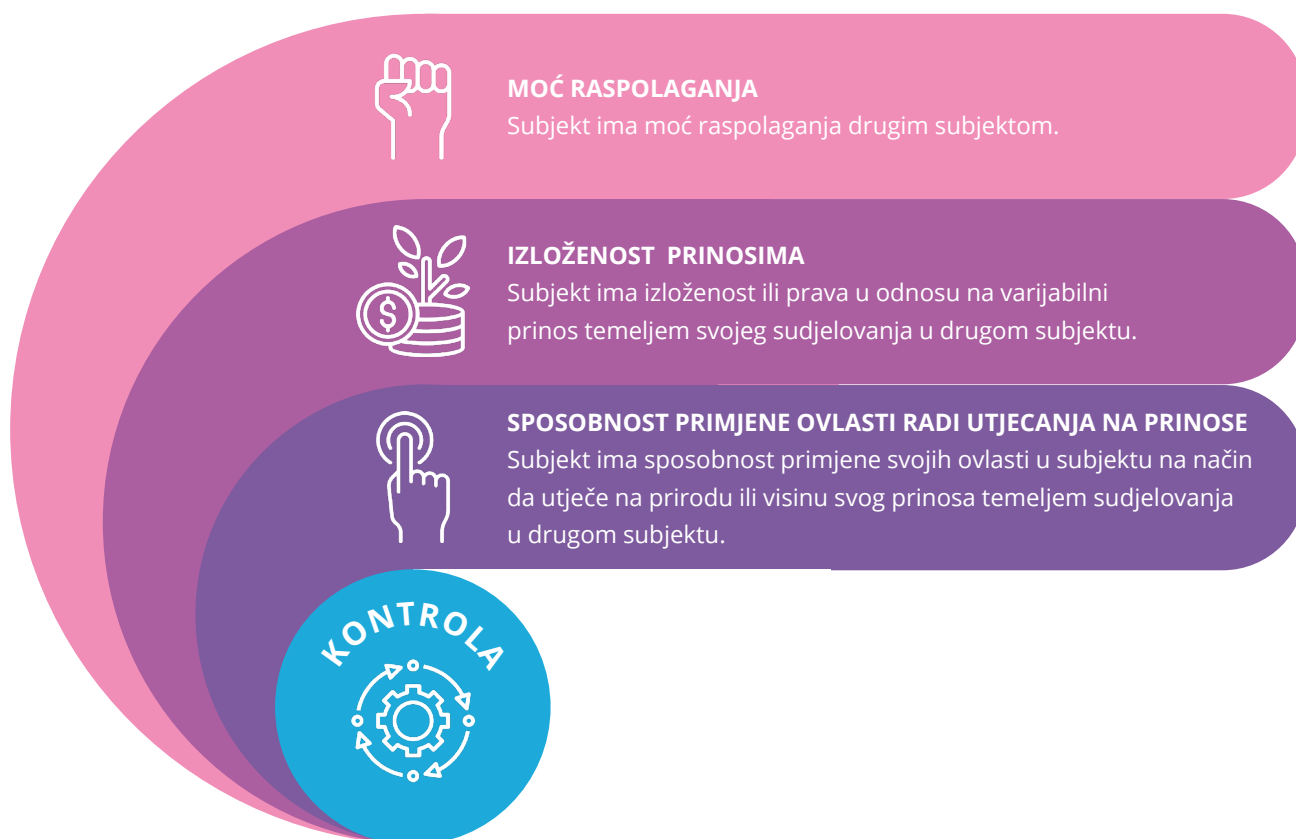 MOĆ RASPOLAGANJA
Subjekt ima moć raspolaganja drugim subjektom.
IZLOŽENOST PRINOSIMA
Subjekt ima izloženost ili prava u odnosu na varijabilni
prinos temeljem svojeg sudjelovanja u drugom subjektu.
SPOSOBNOST PRIMJENE OVLASTI RADI UTJECANJA NA PRINOSE
Subjekt ima sposobnost primjene svojih ovlasti u subjektu na način
da utječe na prirodu ili visinu svog prinosa temeljem sudjelovanja
u drugom subjektu.
KONTROLA
$